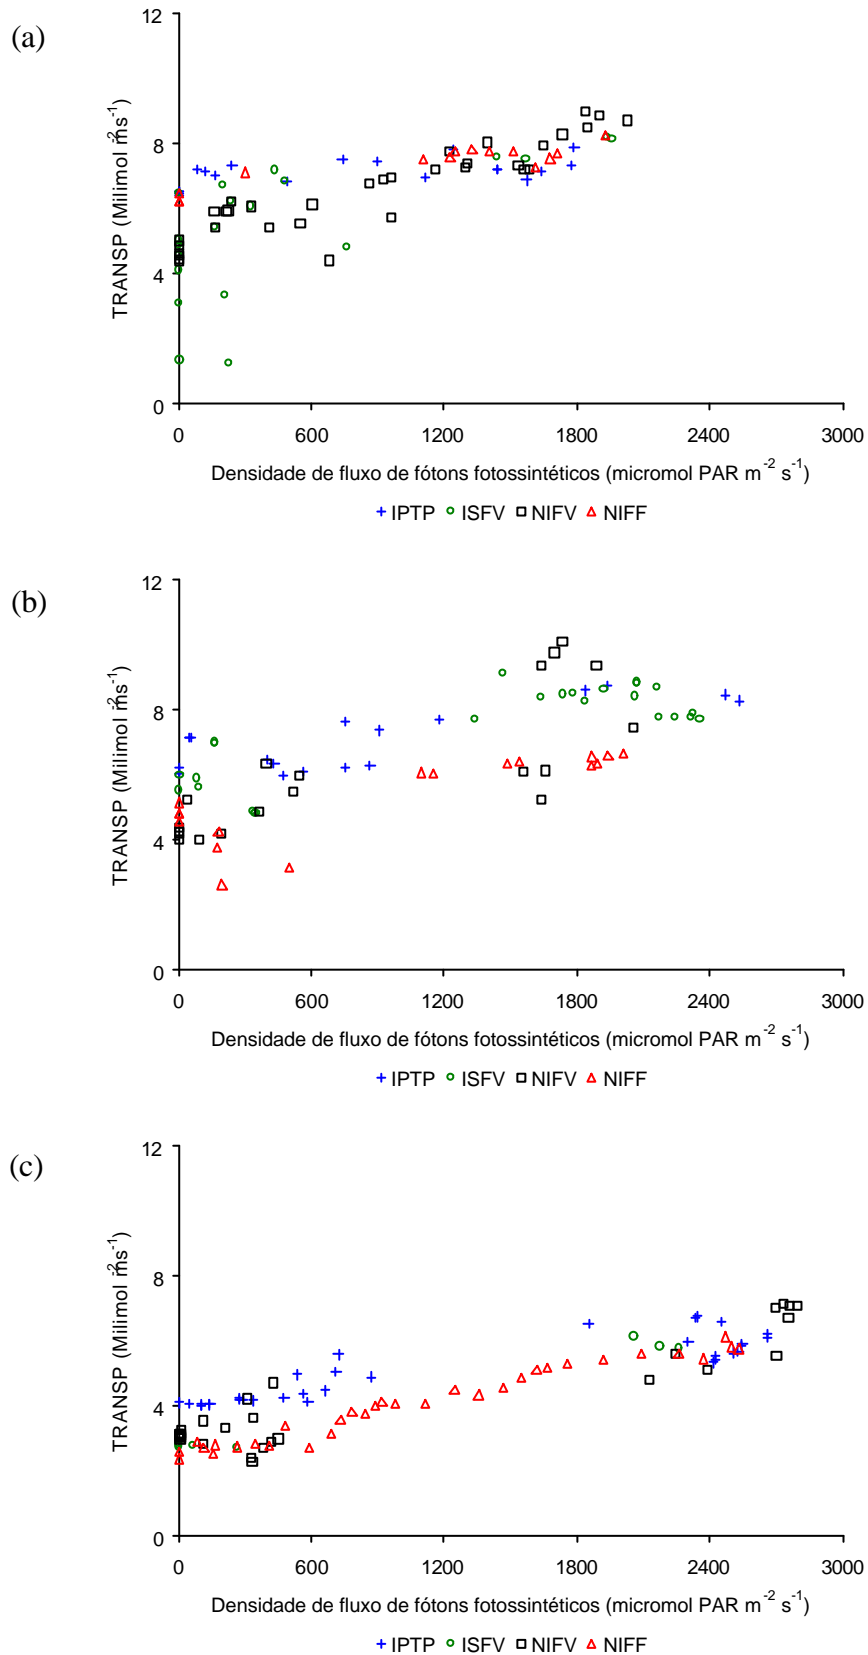 (a)
12
8
4
0
TRANSP (Milimol m-2s-1)
0 600 1200 1800 2400 3000
Densidade de fluxo de fótons fotossintéticos (micromol PAR m-2 s-1)
IPTP ISFV NIFV NIFF
(b)
12
8
4
0
TRANSP (Milimol m-2s-1)
0 600 1200 1800 2400 3000
Densidade de fluxo de fótons fotossintéticos (micromol PAR m-2 s-1)
IPTP ISFV NIFV NIFF
(c)
12
8
4
0
TRANSP (Milimol m-2s-1)
0 600 1200 1800 2400 3000
Densidade de fluxo de fótons fotossintéticos (micromol PAR m-2 s-1)
IPTP ISFV NIFV NIFF